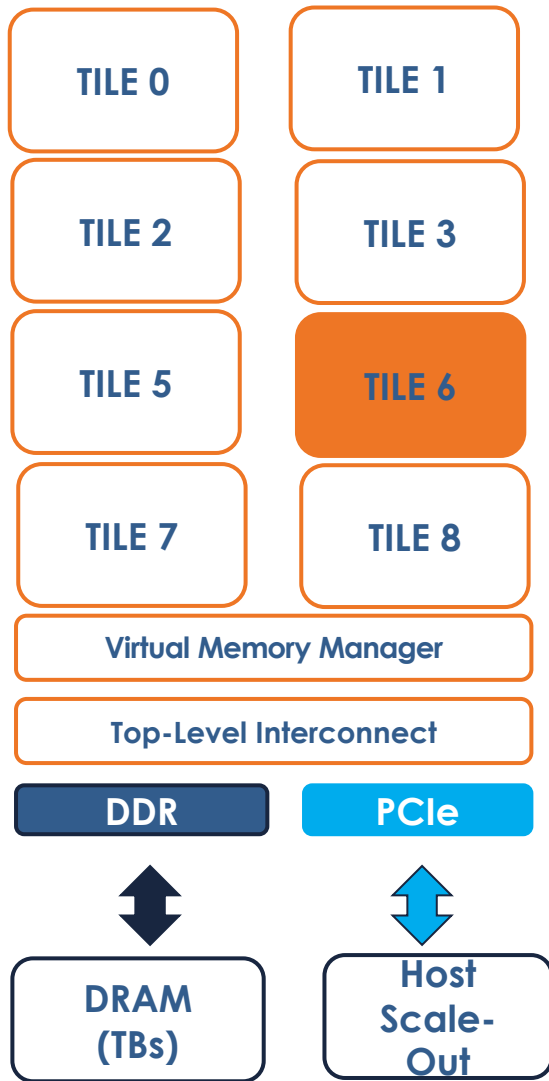 TILE 0
TILE 1
TILE 2
TILE 3
TILE 5
TILE 6
TILE 7
TILE 8
Virtual Memory Manager
Top-Level Interconnect
DDR
PCIe
DRAM
(TBs)
Host
Scale-
Out